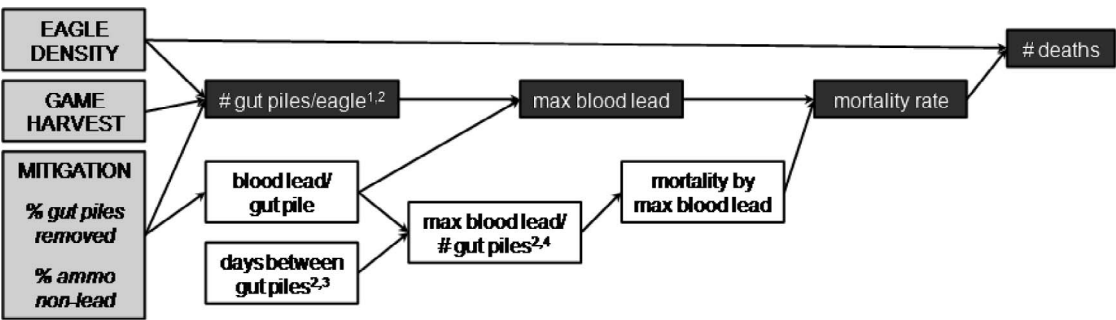 EAGLE
DENSITY
# deaths
GAME
HARVEST
# gut piles/eagle1,2
max blood lead
mortality rate
MITIGATION
% gut piles
removed
% ammo
non-lead
blood lead/
gut pile
days between
gut piles2,3
max blood lead/
# gut piles2,4
mortality by
max blood lead